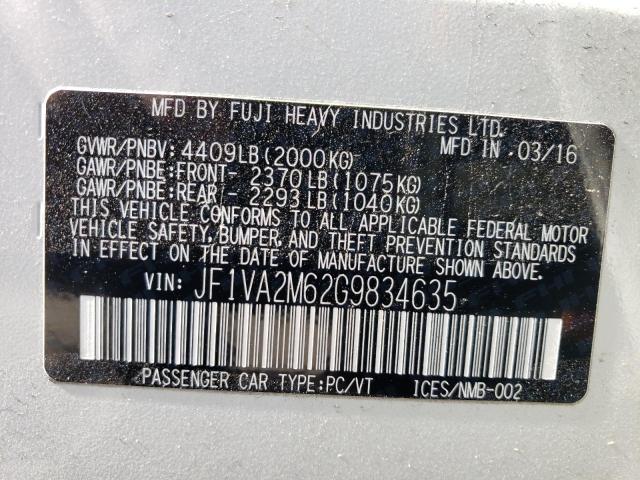 MFD BY FUJI HEAVY INDUSTRIES LTD.
MFD IN .03/16
GVWR/PNBV: 4409LB(2000KG)
GAWR/PNBE:FRONT- 2370LB(1075KG)
GAWR/PNBE:REAR - 2293LB(1040KG)
THIS VEHICLE CONFORMS TO ALL APPLICABLE FEDERAL MOTOR
VEHICLE SAFETY, BUMPER, AND THEFT PREVENTION STANDARDS
IN EFFECT ON THE DATE OF MANUFACTURE SHOWN ABOVE.
VIN: JF1VA2M62G9834635
PASSENGER CAR TYPE:PC/VT ICES/NMB-002